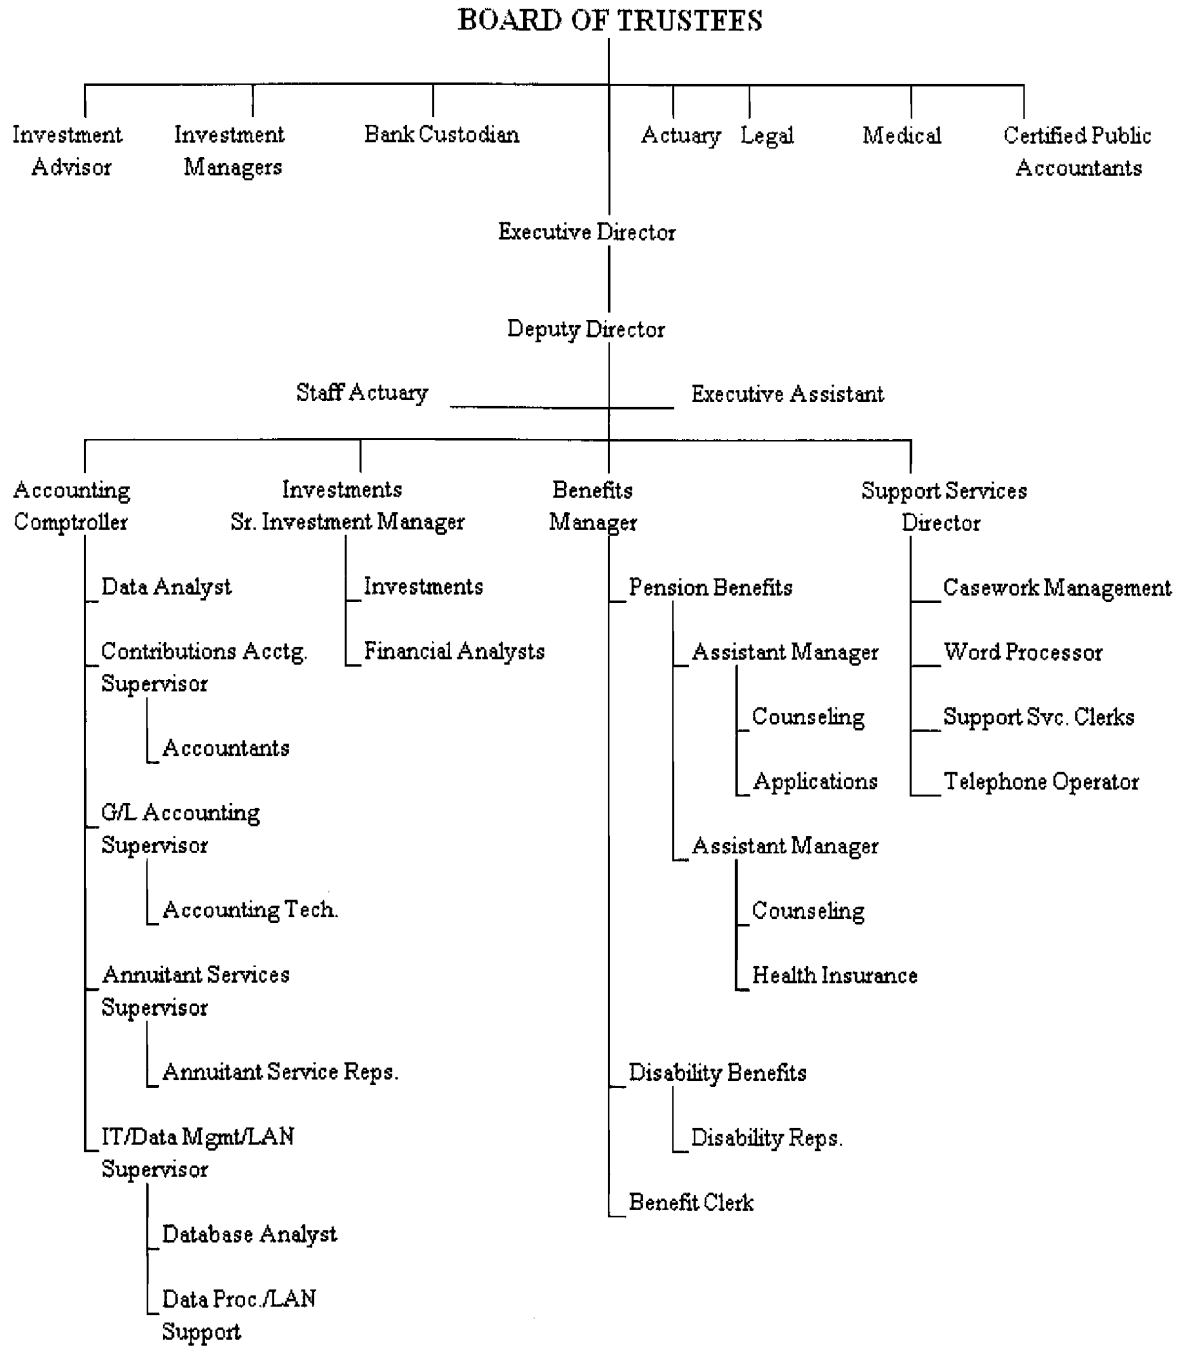 BOARD OF TRUSTEES
Investment
Advisor
Investment
Managers
Bank Custodian
Actuary
Legal
Medical
Certified Public
Accountants
Executive Director
Deputy Director
Staff Actuary
Executive Assistant
Accounting
Comptroller
Data Analyst
Contributions Acctg.
Supervisor
Accountants
G/L Accounting
Supervisor
Accounting Tech.
Annuitant Services
Supervisor
Annuitant Service Reps.
IT/Data Mgmt/LAN
Supervisor
Database Analyst
Data Proc./LAN
Support
Investments
Sr. Investment Manager
Investments
Financial Analysts
Benefits
Manager
Pension Benefits
Assistant Manager
Counseling
Applications
Assistant Manager
Counseling
Health Insurance
Disability Benefits
Disability Reps.
Benefit Clerk
Support Services
Director
Casework Management
Word Processor
Support Svc. Clerks
Telephone Operator